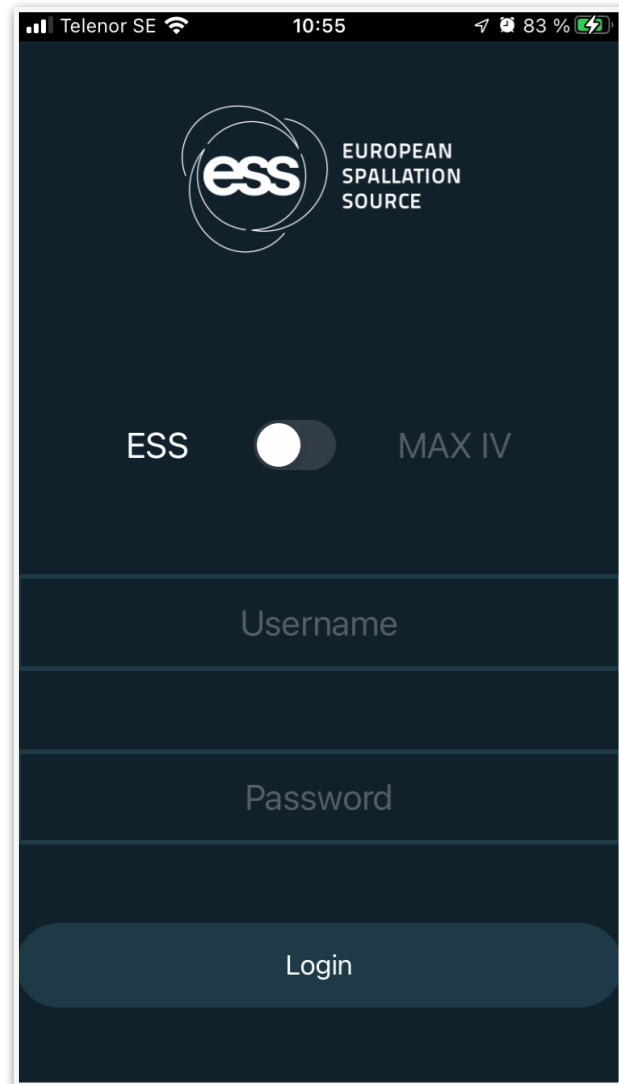 Telenor SE 10:55 83 %
ess
EUROPEAN
SPALLATION
SOURCE
ESS MAX IV
Username
Password
Login